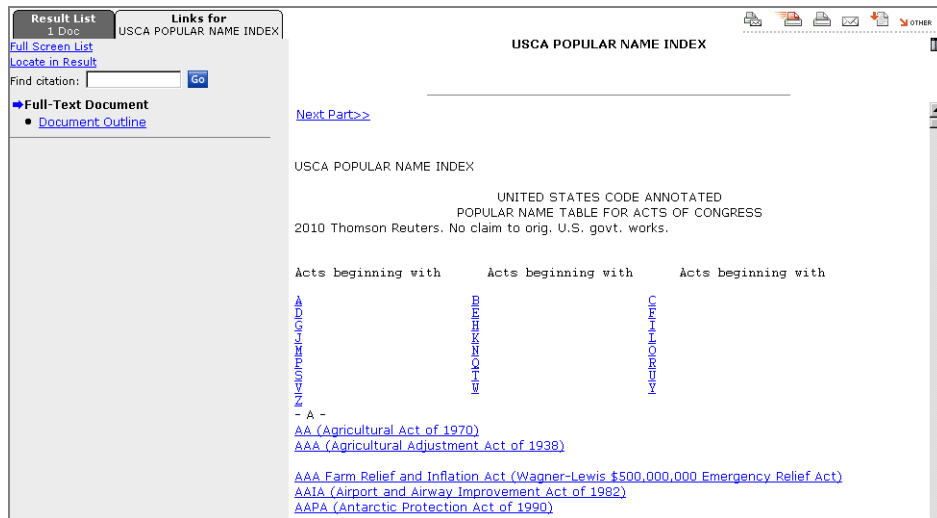 Result List
1 Doc
Links for
USCA POPULAR NAME INDEX
OTHER
Full Screen List
Locate in Result
Find citation:
Go
Full-Text Document
Document Outline
USCA POPULAR NAME INDEX
Next Part>>
USCA POPULAR NAME INDEX
UNITED STATES CODE ANNOTATED
POPULAR NAME TABLE FOR ACTS OF CONGRESS
2010 Thomson Reuters. No claim to orig. U.S. govt. works.
Acts beginning with Acts beginning with Acts beginning with
A B C
D E F
G H I
J K L
M N O
P Q R
S T U
V W Y
Z
- A -
AA (Agricultural Act of 1970)
AAA (Agricultural Adjustment Act of 1938)
AAA Farm Relief and Inflation Act (Wagner-Lewis $500,000,000 Emergency Relief Act)
AAIA (Airport and Airway Improvement Act of 1982)
AAPA (Antarctic Protection Act of 1990)